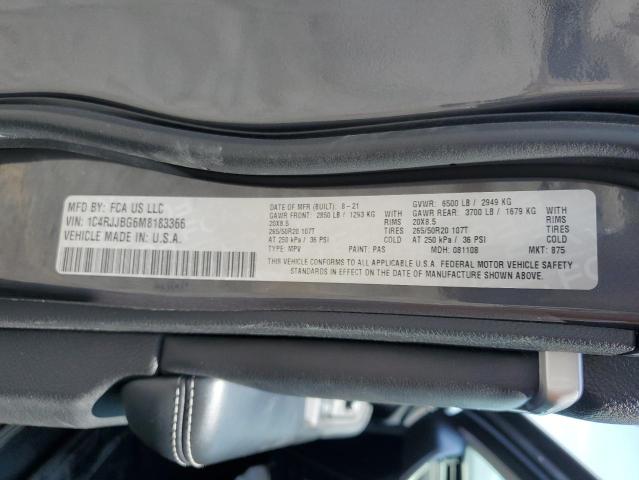 MFD BY: FCA US LLC
VIN: 1C4RJJBG6M8183366
VEHICLE MADE IN U.S.A.
DATE OF MFR (BUILT): 8-21
GVWR: 6500 LB / 2949 KG
GAWR FRONT: 2850 LB / 1293 KG WITH
GAWR REAR: 3700 LB / 1679 KG WITH
20X8.5 RIMS
20X8.5 RIMS
265/50R20 107T TIRES
265/50R20 107T TIRES
AT 250 kPa / 36 PSI
AT 250 kPa / 36 PSI
TYPE: MPV PAINT: PAS MDH: 081108 MKT: 875
THIS VEHICLE CONFORMS TO ALL APPLICABLE U.S.A. FEDERAL MOTOR VEHICLE SAFETY
STANDARDS IN EFFECT ON THE DATE OF MANUFACTURE SHOWN ABOVE.